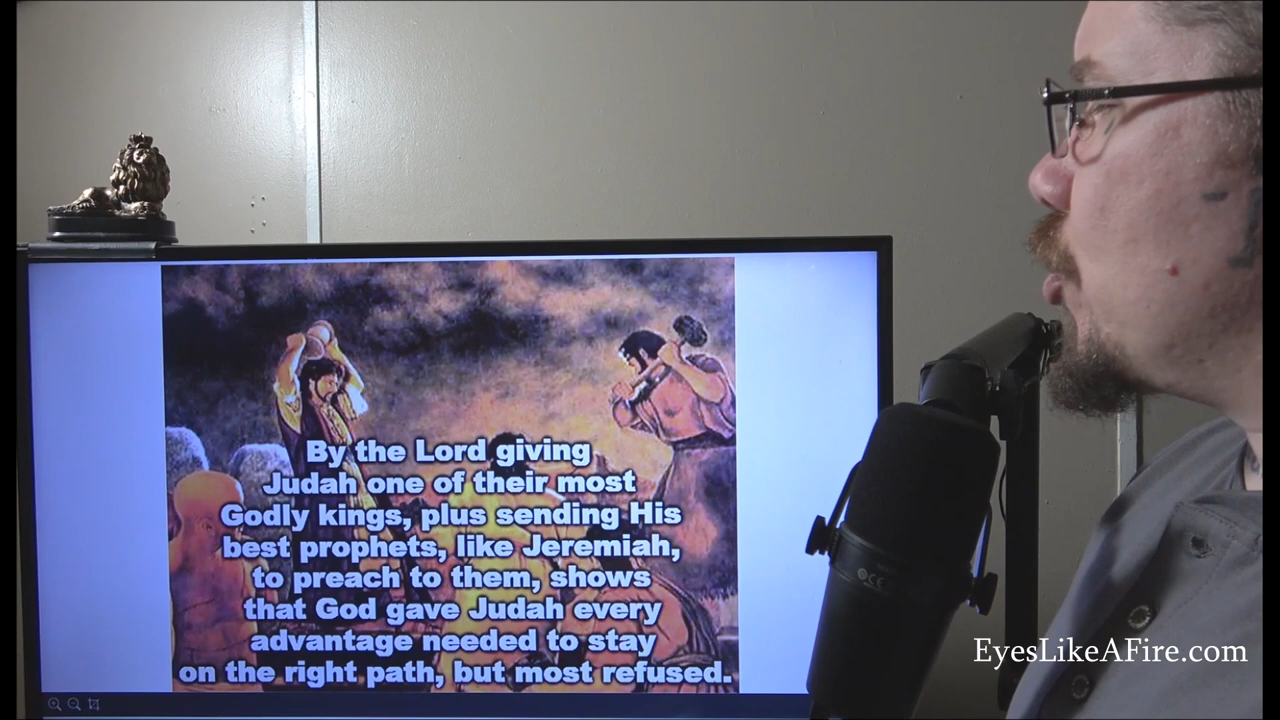 By the Lord giving
Judah one of their most
Godly kings, plus sending His
best prophets, like Jeremiah,
to preach to them, shows
that God gave Judah every
advantage needed to stay
on the right path, but most refused.
EyesLikeAFire.com